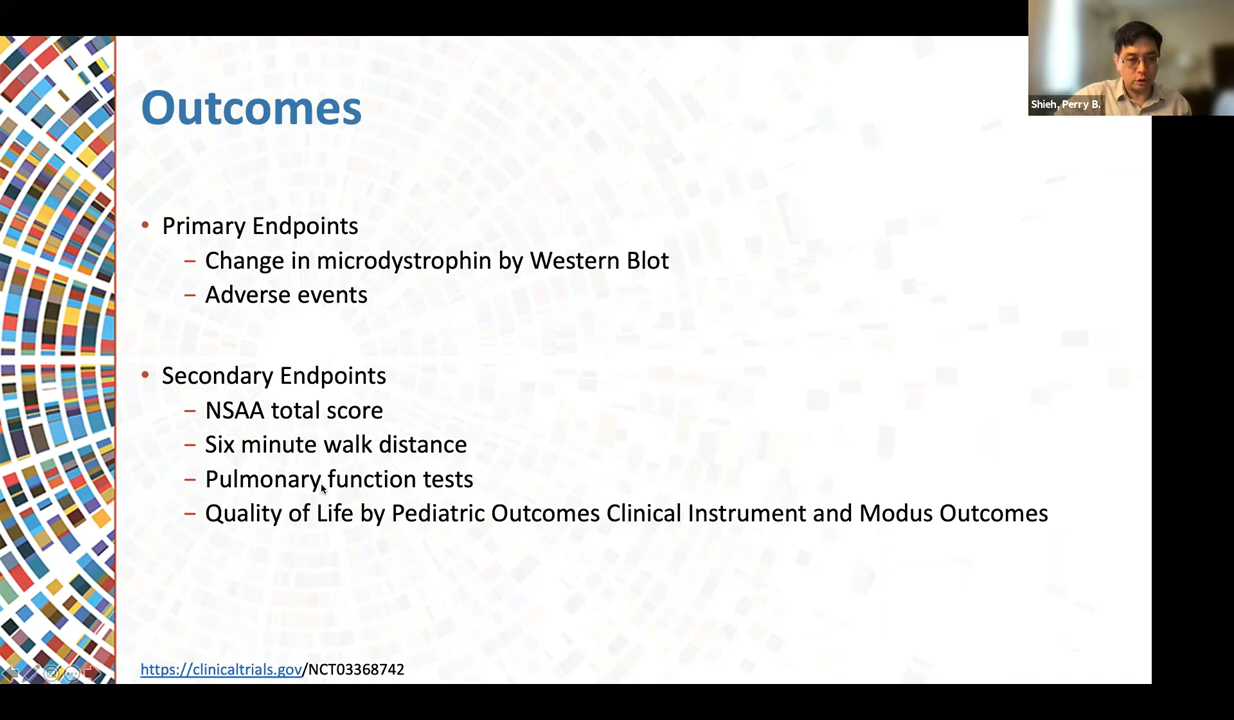 Shieh, Perry B.
Outcomes
• Primary Endpoints
– Change in microdystrophin by Western Blot
– Adverse events
• Secondary Endpoints
– NSAA total score
– Six minute walk distance
– Pulmonary function tests
– Quality of Life by Pediatric Outcomes Clinical Instrument and Modus Outcomes
https://clinicaltrials.gov/NCT03368742